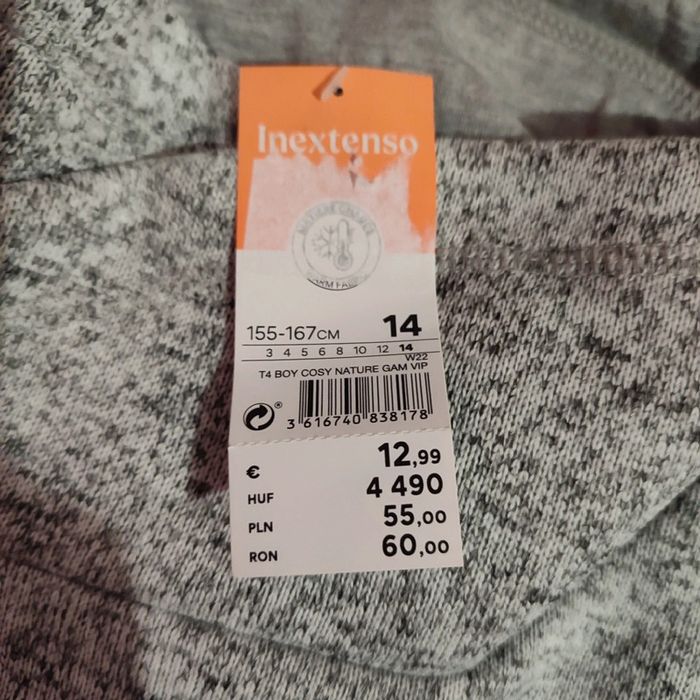 Inextenso
155-167CM 14
3 4 5 6 8 10 12 14
W22
T4 BOY COSY NATURE GAM VIP
3 616740 838178
€ 12,99
HUF 4 490
PLN 55,00
RON 60,00